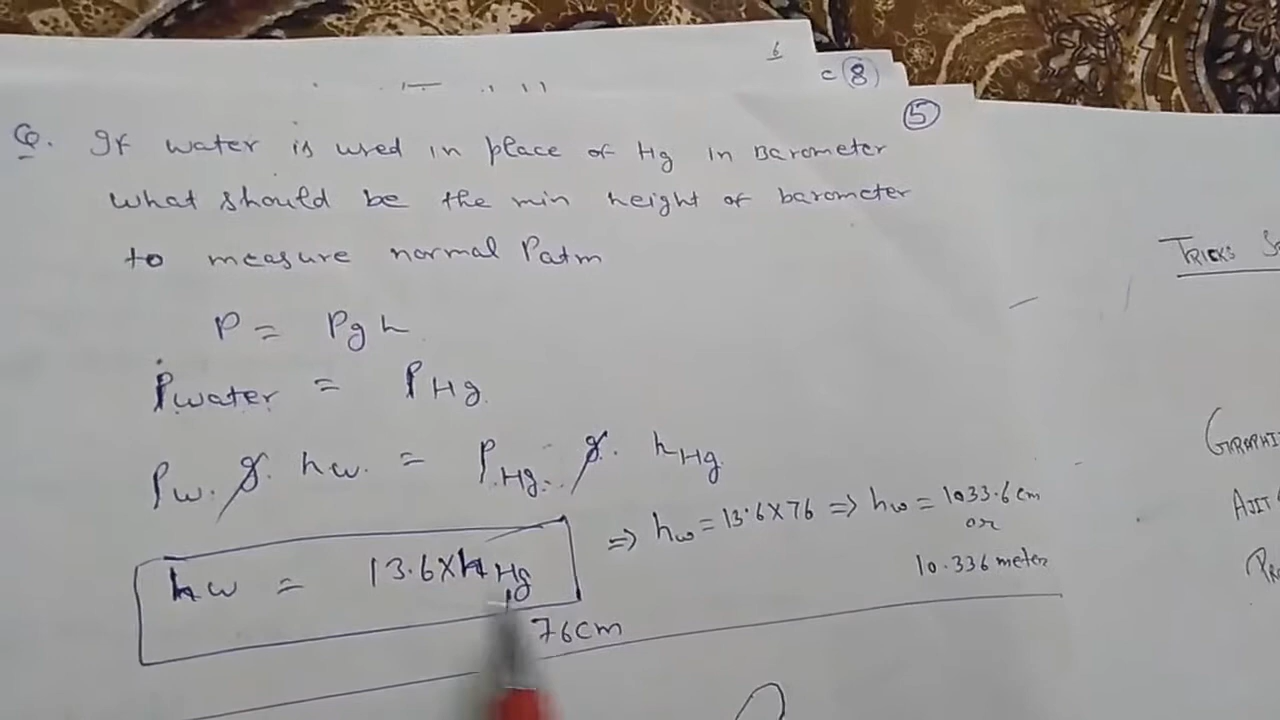 6
c 8
5
Q. If water is used in place of Hg in Barometer
what should be the min height of barometer
to measure normal Patm
P = ρgh
Pwater = PHg
ρw. g. hw. = ρHg. g. hHg
hw = 13.6×hHg
76cm
=> hw = 13.6×76 => hw = 1033.6 cm
or
10.336 meter
TRICKS
GRAPHI
AJIT